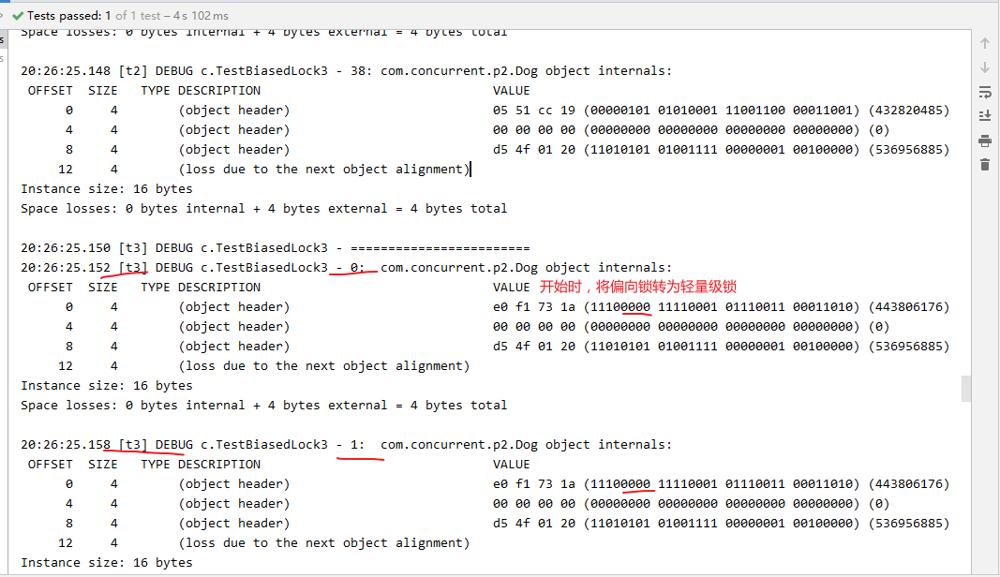 Tests passed: 1 of 1 test – 4 s 102 ms
Space losses: 0 bytes internal + 4 bytes external = 4 bytes total
20:26:25.148 [t2] DEBUG c.TestBiasedLock3 - 38: com.concurrent.p2.Dog object internals:
OFFSET SIZE TYPE DESCRIPTION VALUE
0 4 (object header) 05 51 cc 19 (00000101 01010001 11001100 00011001) (432820485)
4 4 (object header) 00 00 00 00 (00000000 00000000 00000000 00000000) (0)
8 4 (object header) d5 4f 01 20 (11010101 01001111 00000001 00100000) (536956885)
12 4 (loss due to the next object alignment)
Instance size: 16 bytes
Space losses: 0 bytes internal + 4 bytes external = 4 bytes total
20:26:25.150 [t3] DEBUG c.TestBiasedLock3 - ========================
20:26:25.152 [t3] DEBUG c.TestBiasedLock3 - 0: com.concurrent.p2.Dog object internals:
OFFSET SIZE TYPE DESCRIPTION VALUE 开始时，将偏向锁转为轻量级锁
0 4 (object header) e0 f1 73 1a (11100000 11110001 01110011 00011010) (443806176)
4 4 (object header) 00 00 00 00 (00000000 00000000 00000000 00000000) (0)
8 4 (object header) d5 4f 01 20 (11010101 01001111 00000001 00100000) (536956885)
12 4 (loss due to the next object alignment)
Instance size: 16 bytes
Space losses: 0 bytes internal + 4 bytes external = 4 bytes total
20:26:25.158 [t3] DEBUG c.TestBiasedLock3 - 1: com.concurrent.p2.Dog object internals:
OFFSET SIZE TYPE DESCRIPTION VALUE
0 4 (object header) e0 f1 73 1a (11100000 11110001 01110011 00011010) (443806176)
4 4 (object header) 00 00 00 00 (00000000 00000000 00000000 00000000) (0)
8 4 (object header) d5 4f 01 20 (11010101 01001111 00000001 00100000) (536956885)
12 4 (loss due to the next object alignment)
Instance size: 16 bytes